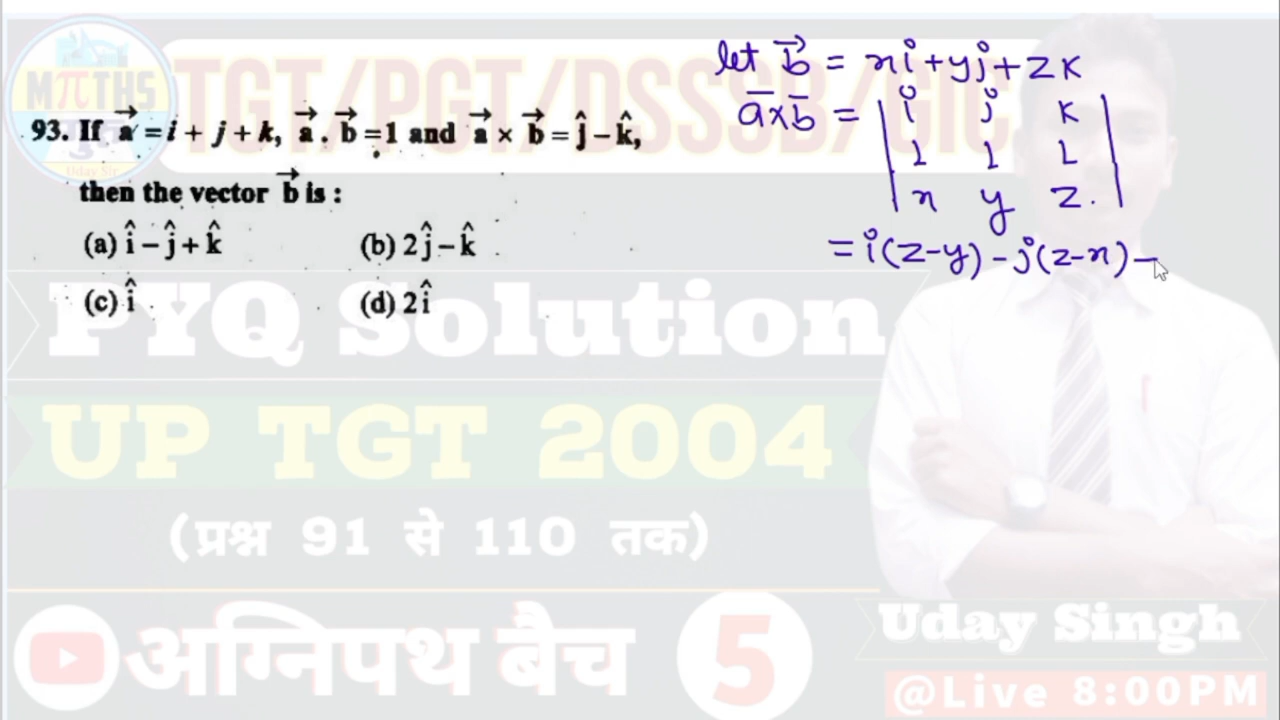 MπTHS
Uday Sir
TGT/PGT/DSSSB/GIC
93. If a⃗ = i + j + k, a⃗ . b⃗ = 1 and a⃗ × b⃗ = ĵ − k̂,
then the vector b⃗ is :
(a) î − ĵ + k̂ (b) 2ĵ − k̂
(c) î (d) 2î
let b⃗ = xi + yj + zk
a̅×b̅ = | i j k |
| 1 1 1 |
| x y z. |
= i(z-y) - j(z-x) -
PYQ Solution
UP TGT 2004
(प्रश्न 91 से 110 तक)
अग्निपथ बैच 5
Uday Singh
@Live 8:00PM